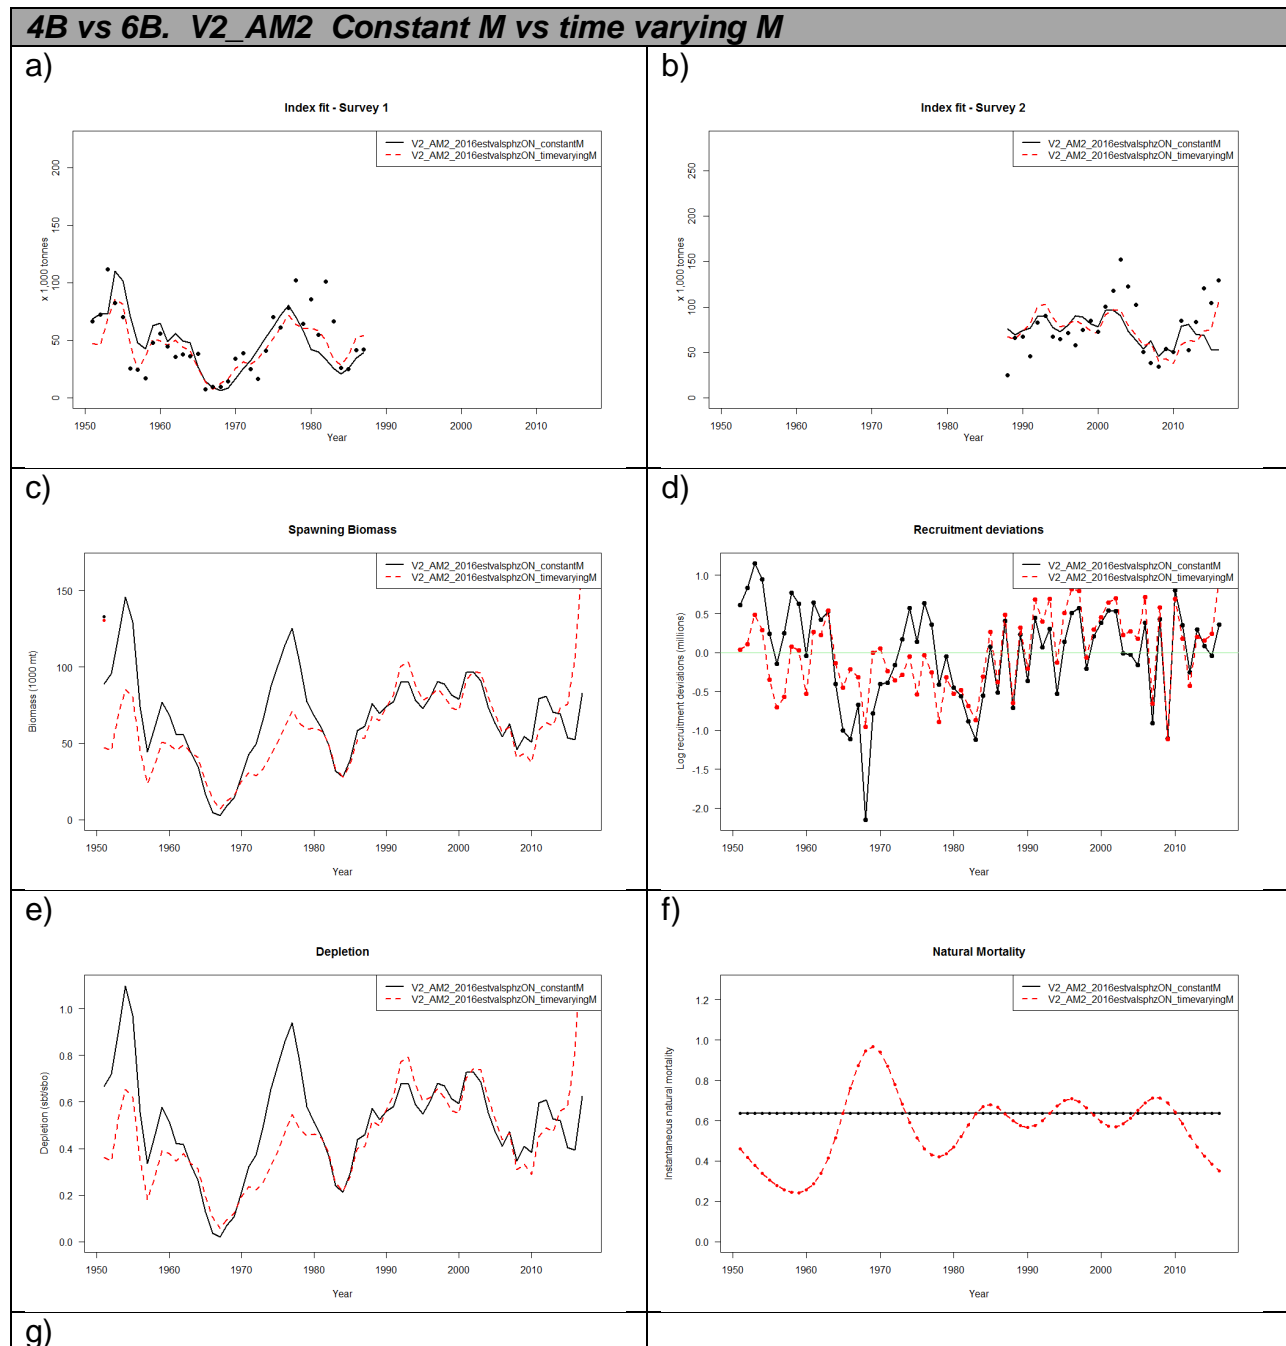 4B vs 6B. V2_AM2 Constant M vs time varying M
a)
Index fit - Survey 1
V2_AM2_2016estvalsphzON_constantM
V2_AM2_2016estvalsphzON_timevaryingM
x 1,000 tonnes
200
150
100
50
0
1950 1960 1970 1980 1990 2000 2010
Year
b)
Index fit - Survey 2
V2_AM2_2016estvalsphzON_constantM
V2_AM2_2016estvalsphzON_timevaryingM
x 1,000 tonnes
250
200
150
100
50
0
1950 1960 1970 1980 1990 2000 2010
Year
c)
Spawning Biomass
V2_AM2_2016estvalsphzON_constantM
V2_AM2_2016estvalsphzON_timevaryingM
Biomass (1000 mt)
150
100
50
0
1950 1960 1970 1980 1990 2000 2010
Year
d)
Recruitment deviations
V2_AM2_2016estvalsphzON_constantM
V2_AM2_2016estvalsphzON_timevaryingM
Log recruitment deviations (millions)
1.0
0.5
0.0
-0.5
-1.0
-1.5
-2.0
1950 1960 1970 1980 1990 2000 2010
Year
e)
Depletion
V2_AM2_2016estvalsphzON_constantM
V2_AM2_2016estvalsphzON_timevaryingM
Depletion (sbt/sbo)
1.0
0.8
0.6
0.4
0.2
0.0
1950 1960 1970 1980 1990 2000 2010
Year
f)
Natural Mortality
V2_AM2_2016estvalsphzON_constantM
V2_AM2_2016estvalsphzON_timevaryingM
Instantaneous natural mortality
1.2
1.0
0.8
0.6
0.4
0.2
0.0
1950 1960 1970 1980 1990 2000 2010
Year
g)